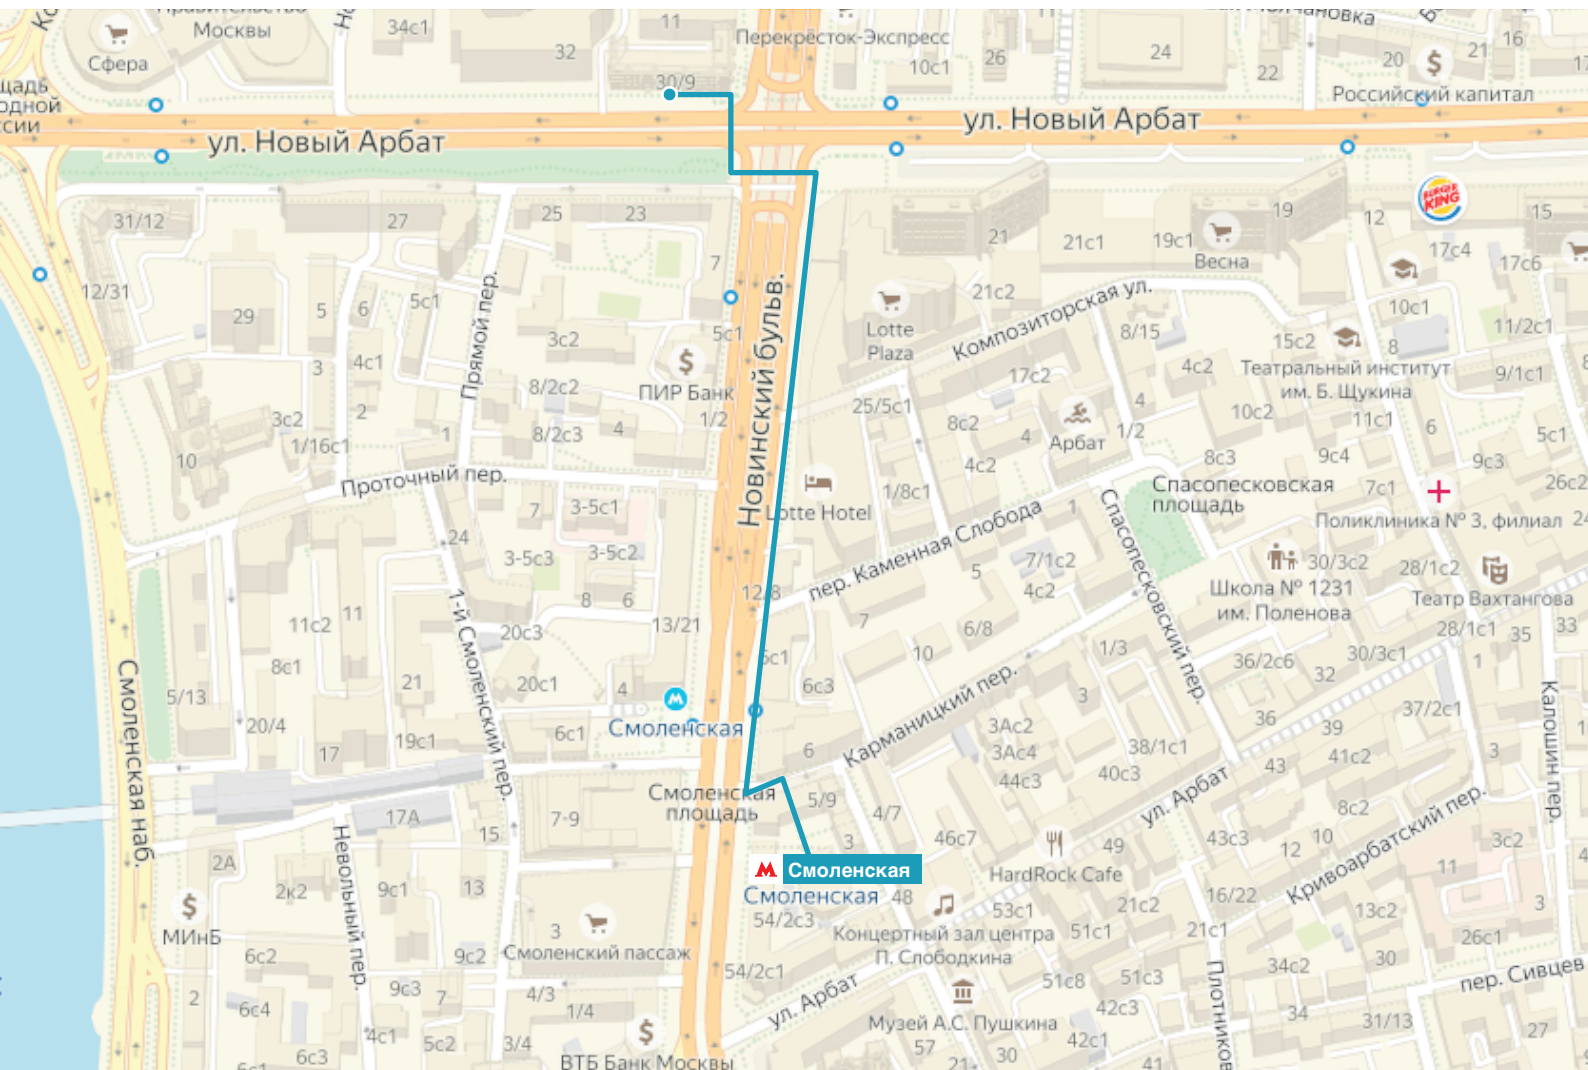 Правительство
Москвы
34с1
11
Перекрёсток-Экспресс
10с1
26
24
22
20
21
16
Сфера
32
30/9
Российский капитал
ул. Новый Арбат
ул. Новый Арбат
BURGER
KING
31/12
27
25
23
7
21
21с1
19с1
19
12
15
17с4
17с6
Весна
12/31
29
5
6
5с1
5с1
Прямой пер.
3с2
Новинский бульв.
Lotte
Plaza
21с2
Композиторская ул.
8/15
15с2
10с1
11/2с1
8
3
4с1
ПИР Банк
8/2с2
17с2
4с2
Театральный институт
им. Б. Щукина
9/1с1
2
3с2
1/16с1
1
8/2с3
4
1/2
25/5с1
8с2
4
Арбат
4
1/2
10с2
11с1
6
5с1
10
Проточный пер.
4с2
8с3
9с4
9с3
Lotte Hotel
1/8с1
1
Спасопесковская
площадь
7с1
26с2
7
3-5с1
24
3-5с3
3-5с2
Поликлиника № 3, филиал
пер. Каменная Слобода
7/1с2
4с2
5
Спасопесковский пер.
30/3с2
28/1с2
Школа № 1231
им. Поленова
Театр Вахтангова
1-й Смоленский пер.
11с2
11
8
6
13/21
12/8
7
6/8
20с3
28/1с1
35
33
8с1
5с1
10
1/3
36/2с6
32
30/3с1
1
5/13
21
20с1
4
6с3
3
Смоленская наб.
20/4
19с1
6с1
Смоленская
6
Карманицкий пер.
3Ас2
3Ас4
44с3
38/1с1
40с3
36
39
41с2
43
37/2с1
3
Калошин пер.
17
Смоленская
площадь
5/9
4/7
ул. Арбат
8с2
Кривоарбатский пер.
17А
7-9
15
3
46с7
49
43с3
12
10
3с2
11
2А
Невольный пер.
Смоленская
Смоленская
48
HardRock Cafe
16/22
2к2
9с1
13
54/2с3
53с1
51с1
21с2
21с1
13с2
3
МИнБ
3
Концертный зал центра
П. Слободкина
26с1
6с2
9с2
Смоленский пассаж
54/2с1
51с8
51с3
34с2
30
пер. Сивцев
2
9с3
7
4/3
1/4
ул. Арбат
42с3
Плотников
6с4
Музей А.С. Пушкина
34
31/13
27
4с1
5с2
3/4
57
30
42с1
6с3
ВТБ Банк Москвы
41